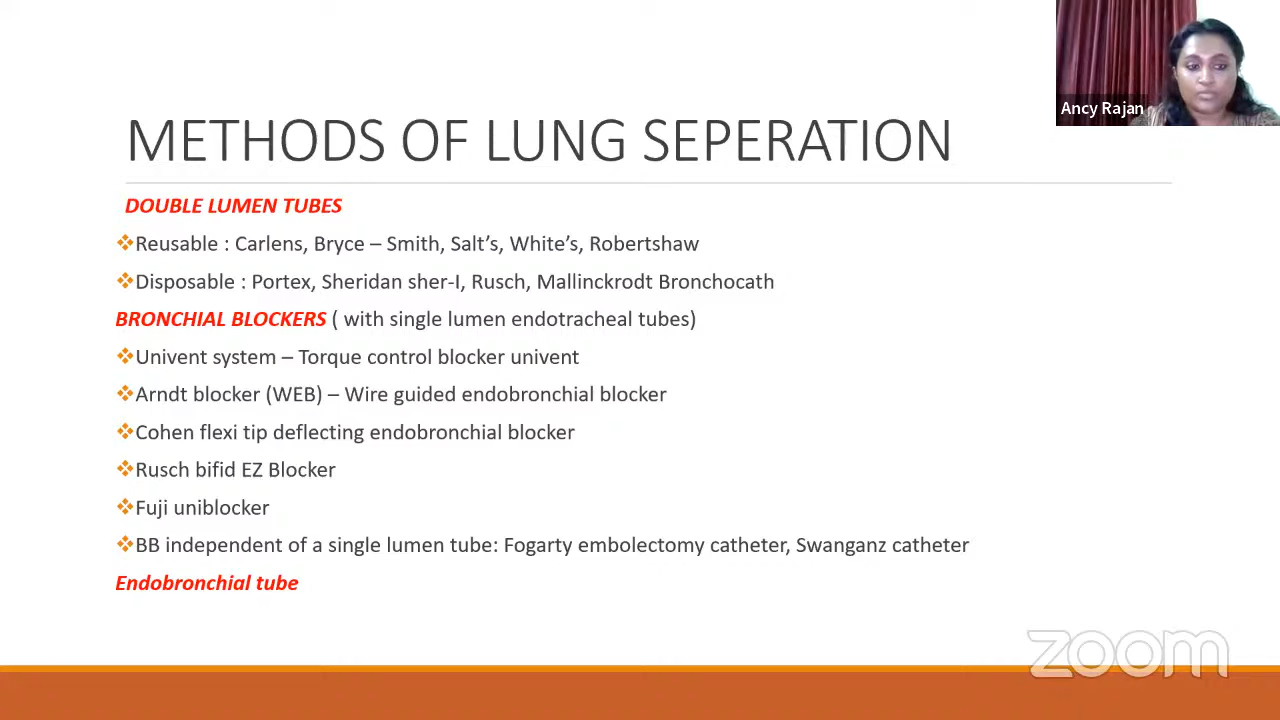 Ancy Rajan
METHODS OF LUNG SEPERATION
DOUBLE LUMEN TUBES
❖Reusable : Carlens, Bryce – Smith, Salt's, White's, Robertshaw
❖Disposable : Portex, Sheridan sher-I, Rusch, Mallinckrodt Bronchocath
BRONCHIAL BLOCKERS ( with single lumen endotracheal tubes)
❖Univent system – Torque control blocker univent
❖Arndt blocker (WEB) – Wire guided endobronchial blocker
❖Cohen flexi tip deflecting endobronchial blocker
❖Rusch bifid EZ Blocker
❖Fuji uniblocker
❖BB independent of a single lumen tube: Fogarty embolectomy catheter, Swanganz catheter
Endobronchial tube
zoom